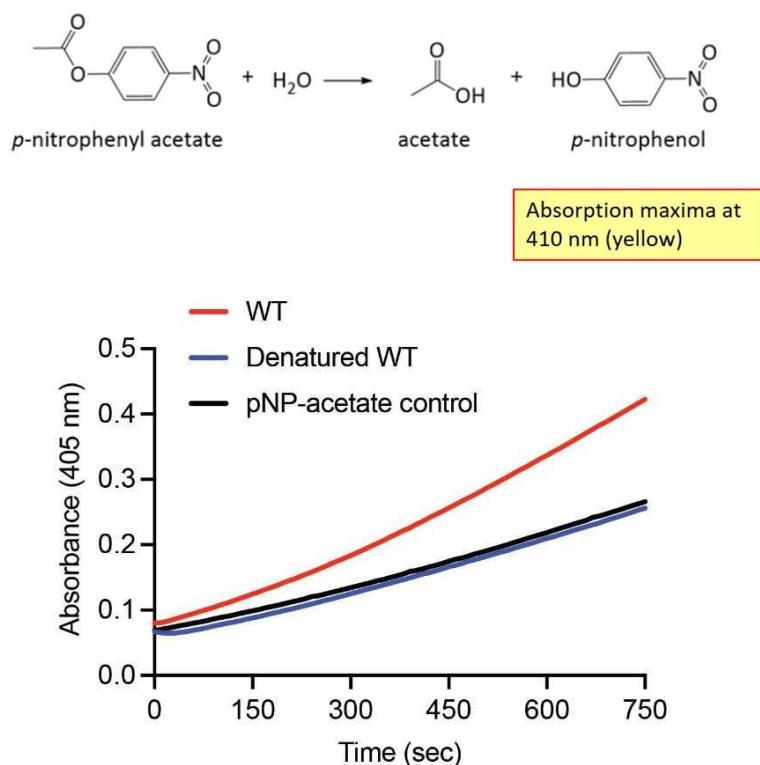 O
O
N
O
O
+ H₂O
O
OH
+
HO
N
O
O
p-nitrophenyl acetate
acetate
p-nitrophenol
Absorption maxima at
410 nm (yellow)
WT
Denatured WT
pNP-acetate control
Absorbance (405 nm)
0.5
0.4
0.3
0.2
0.1
0.0
0 150 300 450 600 750
Time (sec)